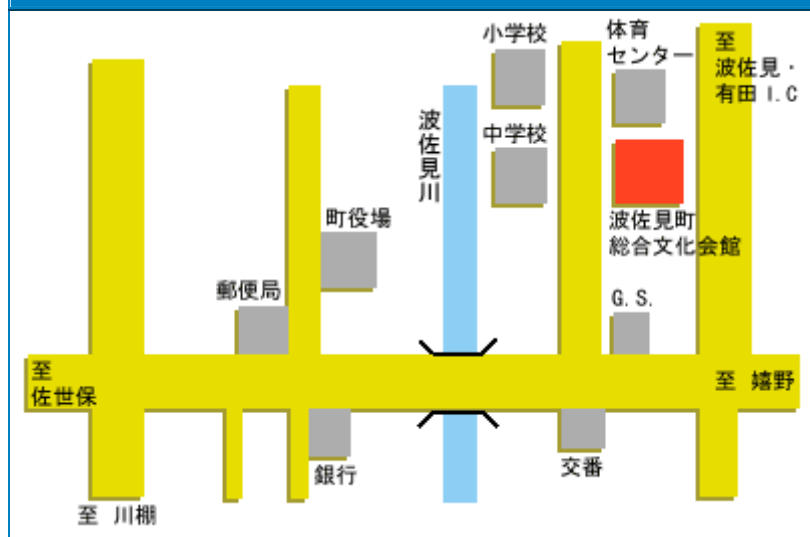 小学校
体育
センター
至
波佐見・
有田 I.C
波佐見川
中学校
町役場
波佐見町
総合文化会館
郵便局
G.S.
至
佐世保
至 嬉野
銀行
交番
至 川棚